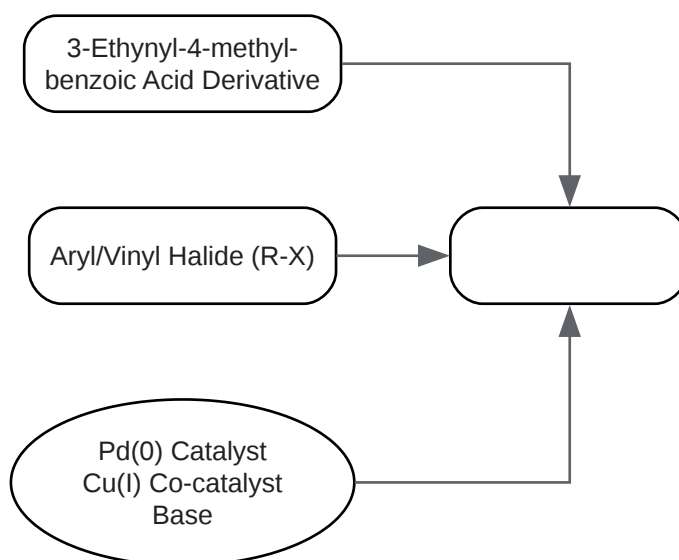 3-Ethynyl-4-methyl-
benzoic Acid Derivative
Aryl/Vinyl Halide (R-X)
Pd(0) Catalyst
Cu(I) Co-catalyst
Base